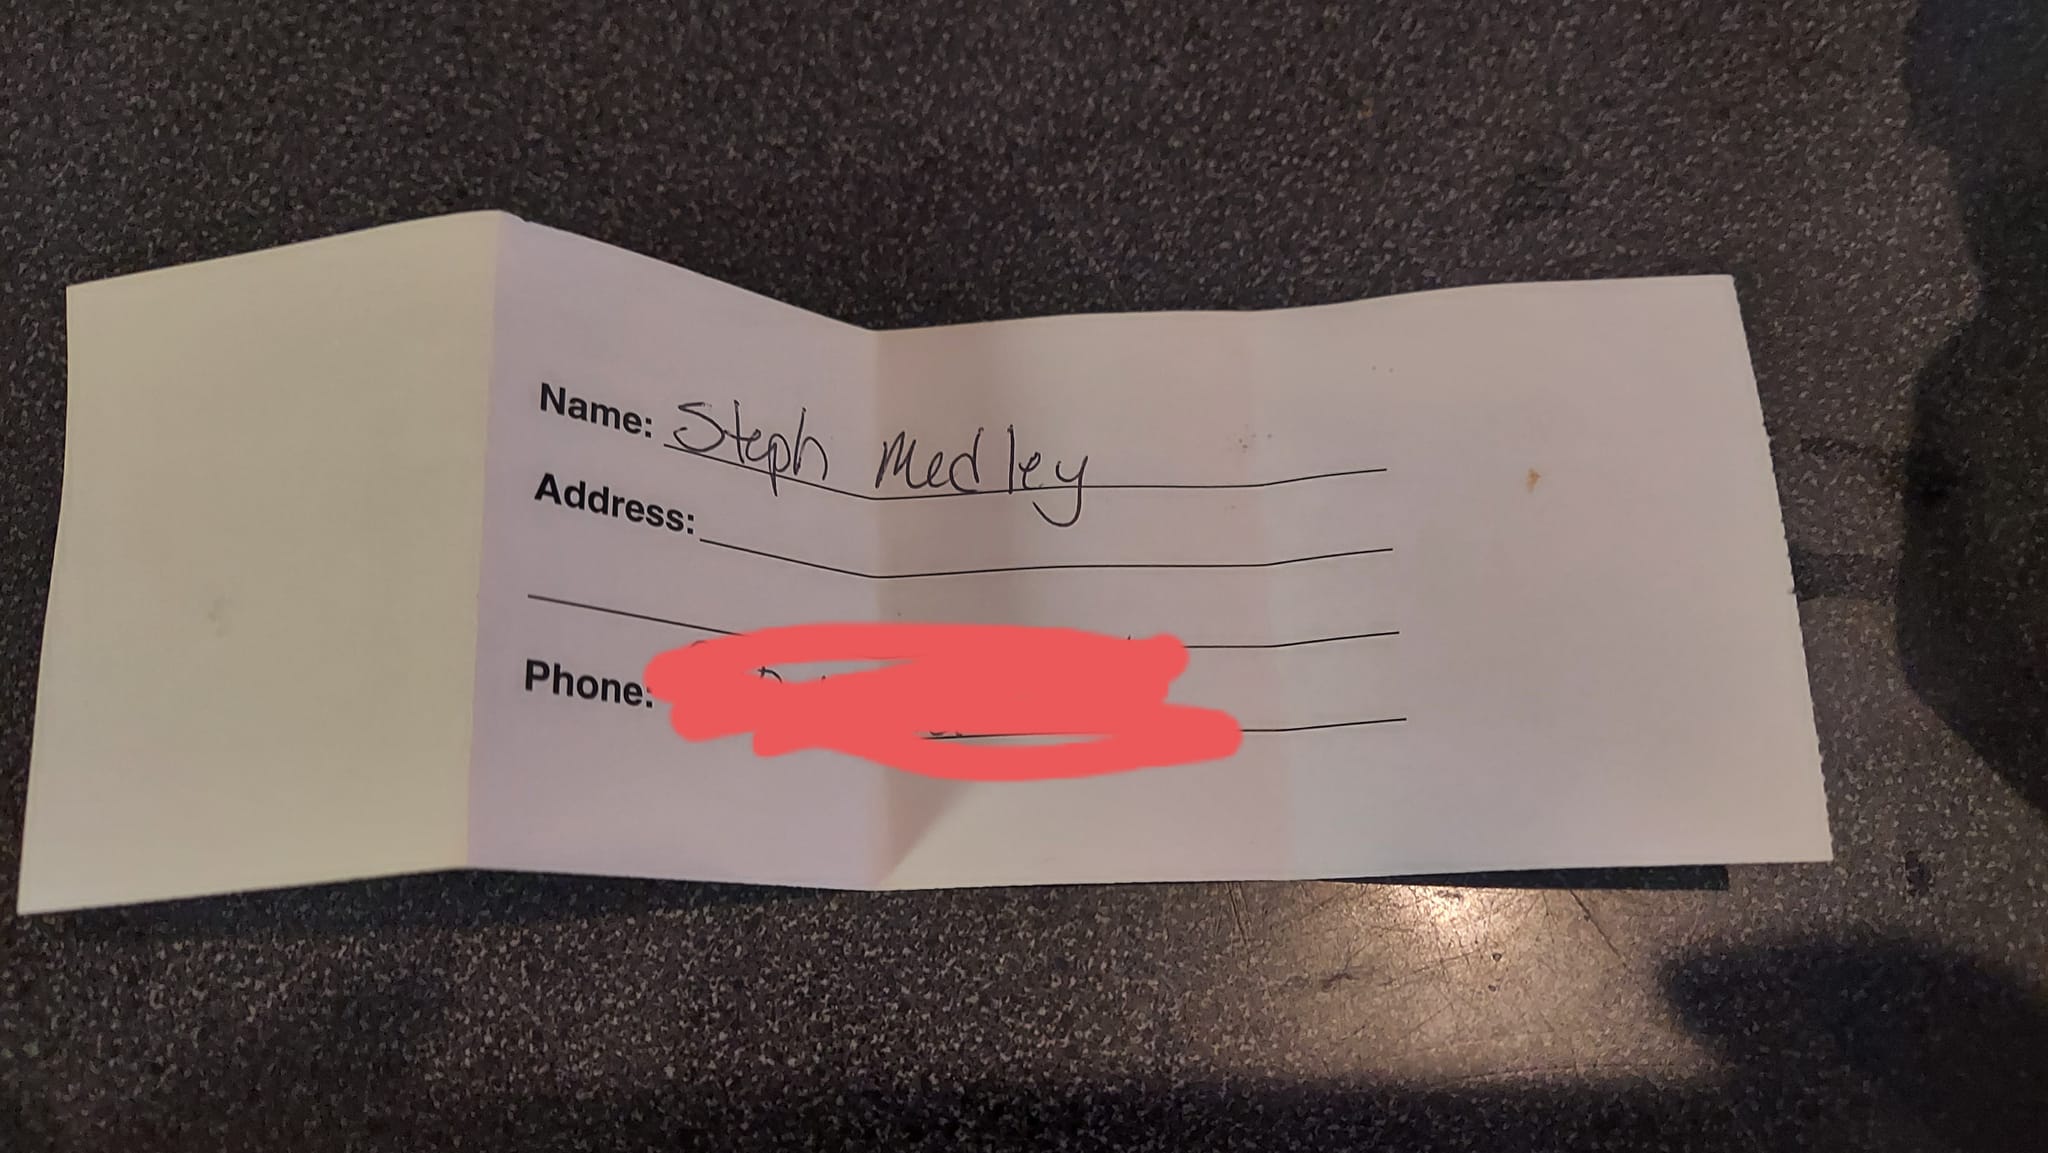 Name: Steph Medley
Address:
Phone: